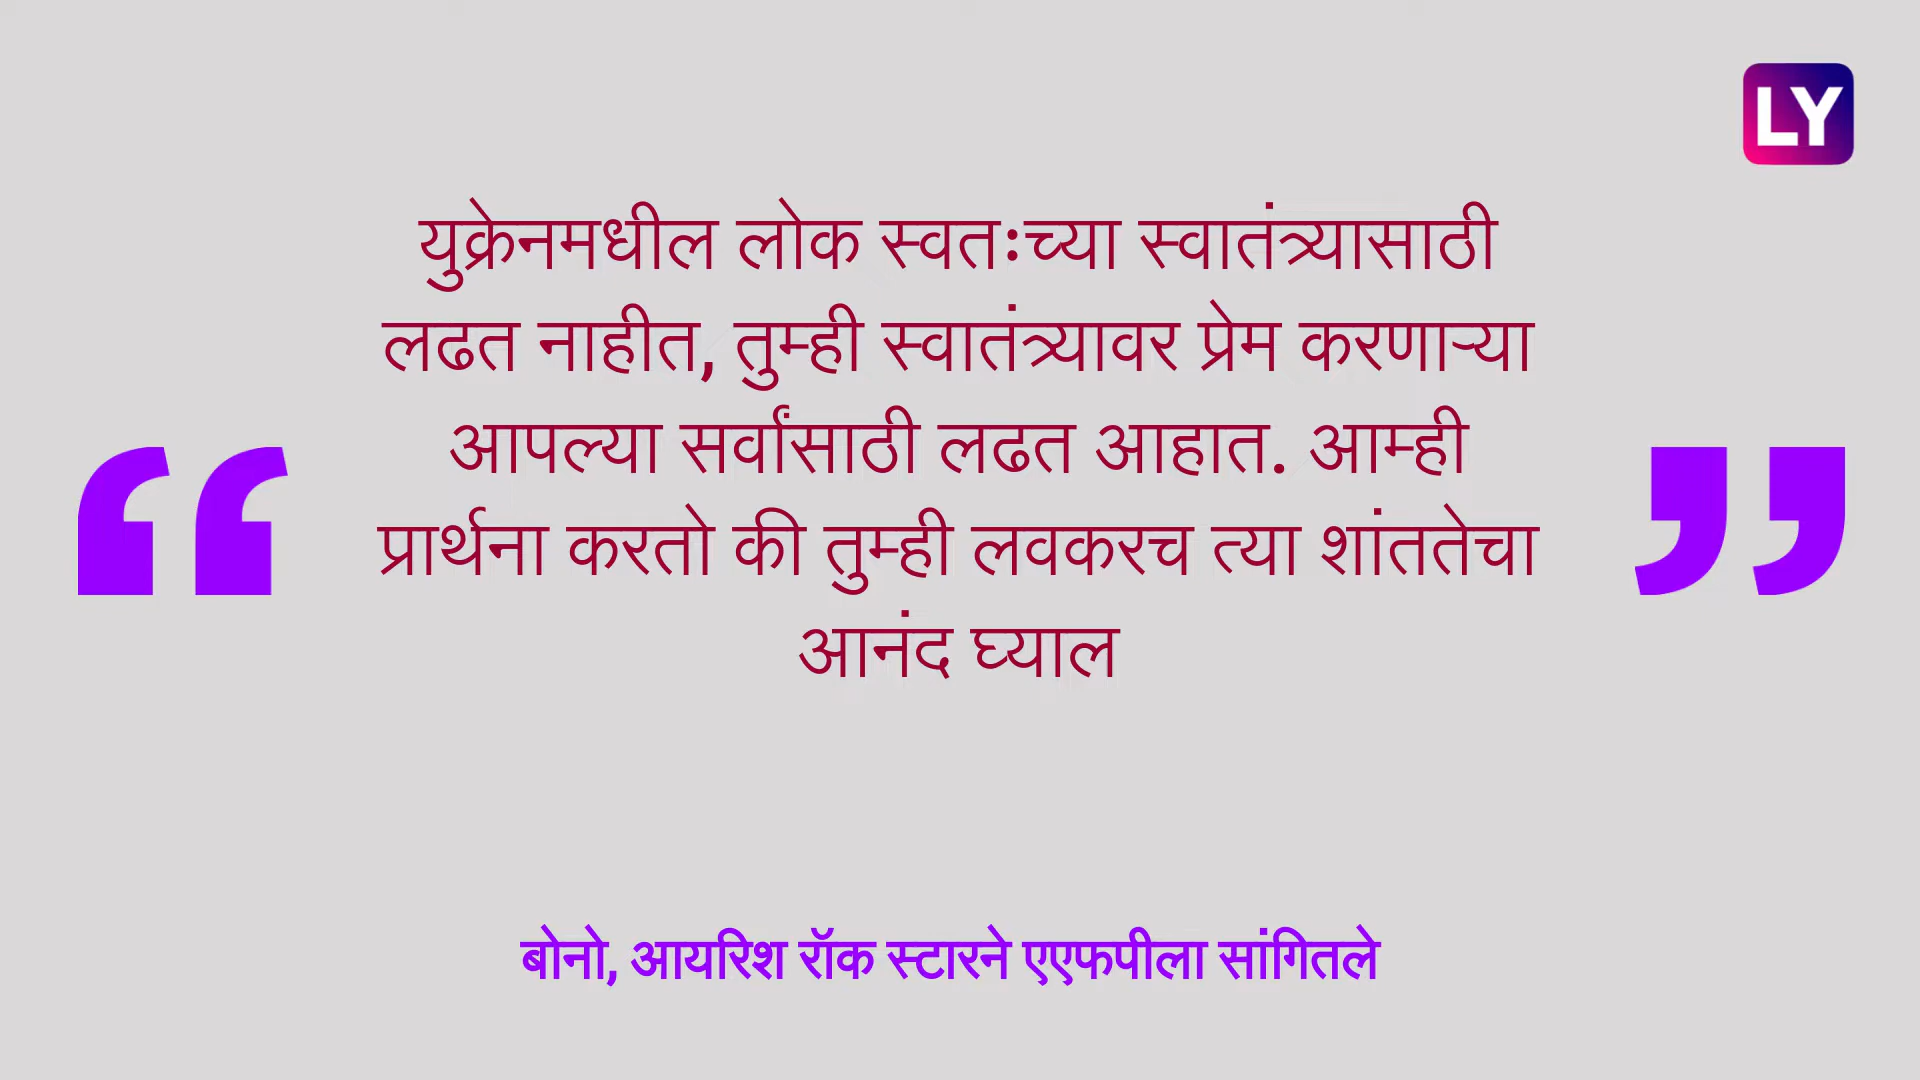 LY
युक्रेनमधील लोक स्वतःच्या स्वातंत्र्यासाठी
लढत नाहीत, तुम्ही स्वातंत्र्यावर प्रेम करणाऱ्या
आपल्या सर्वांसाठी लढत आहात. आम्ही
प्रार्थना करतो की तुम्ही लवकरच त्या शांततेचा
आनंद घ्याल
बोनो, आयरिश रॉक स्टारने एएफपीला सांगितले